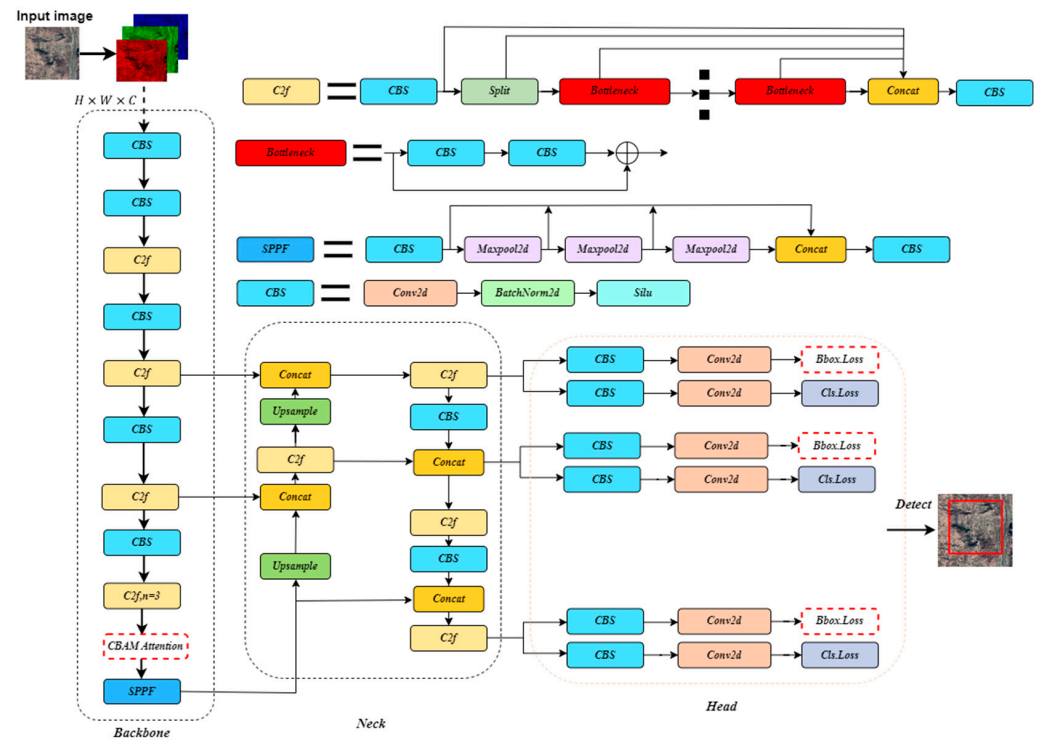 Input image
H × W × C
C2f
CBS
Split
Bottleneck
Bottleneck
Concat
CBS
Bottleneck
CBS
CBS
SPPF
CBS
Maxpool2d
Maxpool2d
Maxpool2d
Concat
CBS
CBS
Conv2d
BatchNorm2d
Silu
CBS
CBS
C2f
CBS
C2f
CBS
C2f
CBS
C2f,n=3
CBAM Attention
SPPF
Backbone
Concat
Upsample
C2f
Concat
Upsample
C2f
CBS
Concat
C2f
CBS
Concat
C2f
Neck
CBS
Conv2d
Bbox.Loss
CBS
Conv2d
Cls.Loss
CBS
Conv2d
Bbox.Loss
CBS
Conv2d
Cls.Loss
CBS
Conv2d
Bbox.Loss
CBS
Conv2d
Cls.Loss
Head
Detect